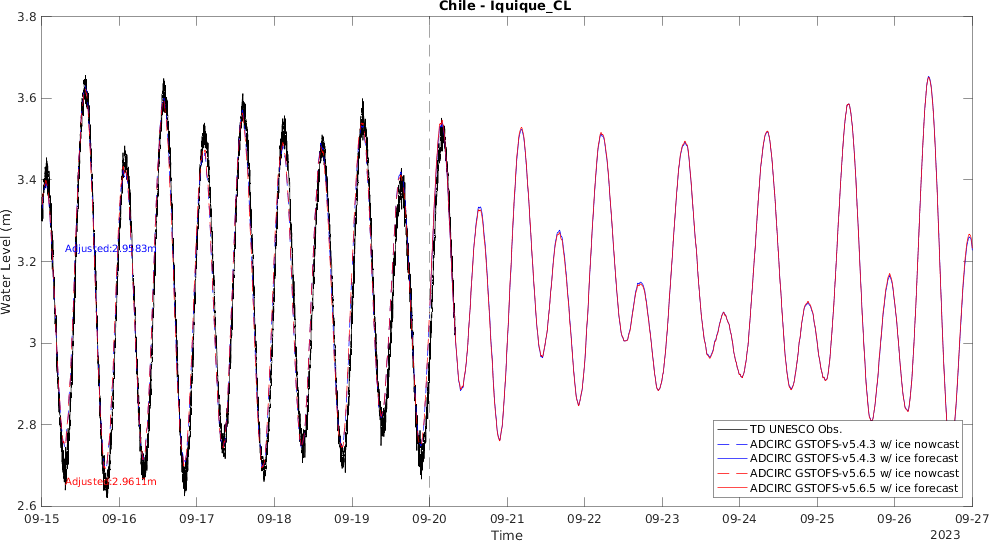 Chile - Iquique_CL
3.8
3.6
3.4
3.2
3
2.8
2.6
Water Level (m)
Adjusted:2.9583m
Adjusted:2.9611m
TD UNESCO Obs.
ADCIRC GSTOFS-v5.4.3 w/ ice nowcast
ADCIRC GSTOFS-v5.4.3 w/ ice forecast
ADCIRC GSTOFS-v5.6.5 w/ ice nowcast
ADCIRC GSTOFS-v5.6.5 w/ ice forecast
09-15 09-16 09-17 09-18 09-19 09-20 09-21 09-22 09-23 09-24 09-25 09-26 09-27
Time
2023